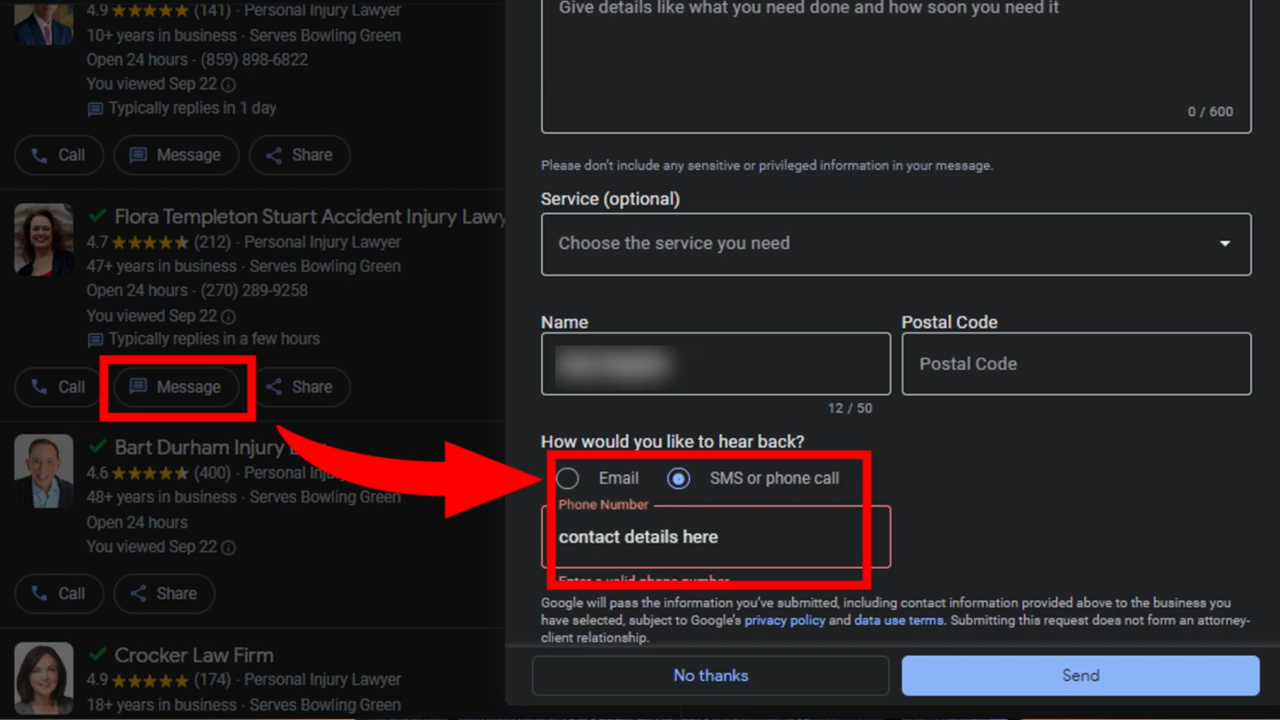 4.9 ★★★★★ (141) · Personal Injury Lawyer
10+ years in business · Serves Bowling Green
Open 24 hours · (859) 898-6822
You viewed Sep 22
Typically replies in 1 day
Call
Message
Share
Flora Templeton Stuart Accident Injury Lawy
4.7 ★★★★★ (212) · Personal Injury Lawyer
47+ years in business · Serves Bowling Green
Open 24 hours · (270) 289-9258
You viewed Sep 22
Typically replies in a few hours
Call
Message
Share
Bart Durham Injury
4.6 ★★★★★ (400) · Personal
48+ years in business · Serves Bowling Green
Open 24 hours
You viewed Sep 22
Call
Share
Crocker Law Firm
4.9 ★★★★★ (174) · Personal Injury Lawyer
18+ years in business · Serves Bowling Green
Give details like what you need done and how soon you need it
0 / 600
Please don't include any sensitive or privileged information in your message.
Service (optional)
Choose the service you need
Name
Postal Code
Postal Code
12 / 50
How would you like to hear back?
Email
SMS or phone call
Phone Number
contact details here
Enter a valid phone number
Google will pass the information you've submitted, including contact information provided above to the business you
have selected, subject to Google's privacy policy and data use terms. Submitting this request does not form an attorney-
client relationship.
No thanks
Send